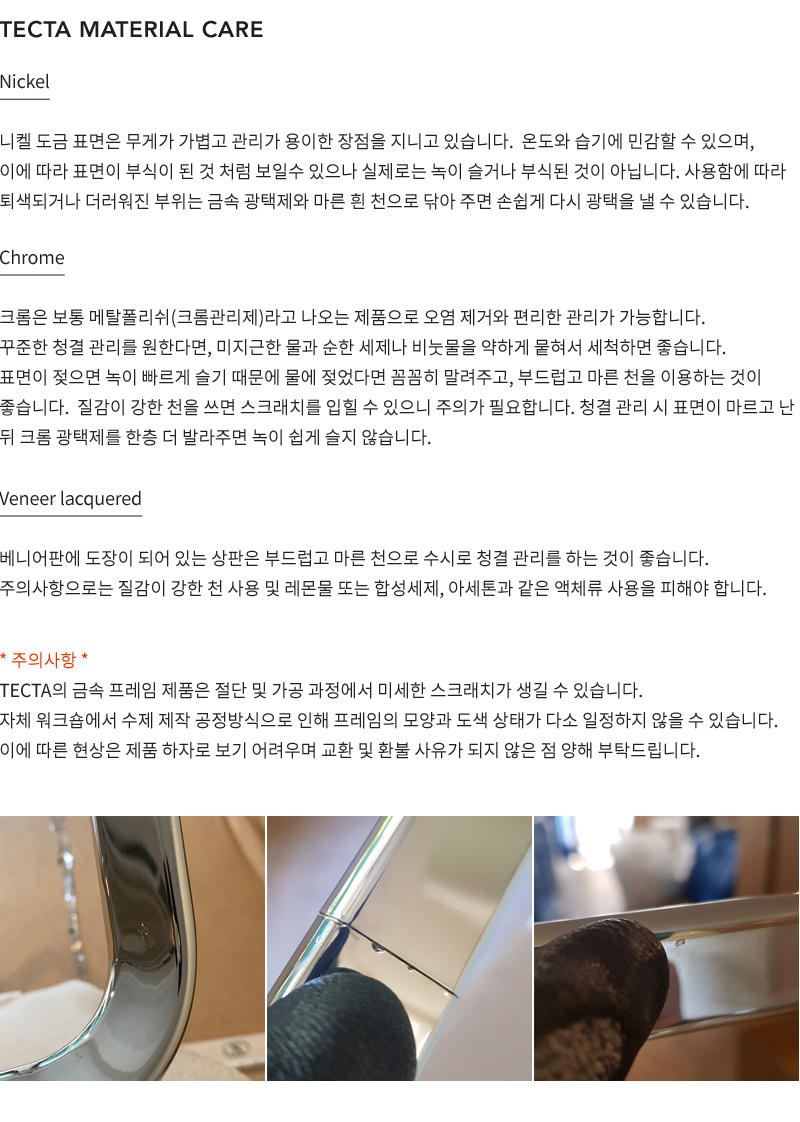 TECTA MATERIAL CARE
Nickel
니켈 도금 표면은 무게가 가볍고 관리가 용이한 장점을 지니고 있습니다. 온도와 습기에 민감할 수 있으며,
이에 따라 표면이 부식이 된 것 처럼 보일수 있으나 실제로는 녹이 슬거나 부식된 것이 아닙니다. 사용함에 따라
퇴색되거나 더러워진 부위는 금속 광택제와 마른 흰 천으로 닦아 주면 손쉽게 다시 광택을 낼 수 있습니다.
Chrome
크롬은 보통 메탈폴리쉬(크롬관리제)라고 나오는 제품으로 오염 제거와 편리한 관리가 가능합니다.
꾸준한 청결 관리를 원한다면, 미지근한 물과 순한 세제나 비눗물을 약하게 뭍혀서 세척하면 좋습니다.
표면이 젖으면 녹이 빠르게 슬기 때문에 물에 젖었다면 꼼꼼히 말려주고, 부드럽고 마른 천을 이용하는 것이
좋습니다. 질감이 강한 천을 쓰면 스크래치를 입힐 수 있으니 주의가 필요합니다. 청결 관리 시 표면이 마르고 난
뒤 크롬 광택제를 한층 더 발라주면 녹이 쉽게 슬지 않습니다.
Veneer lacquered
베니어판에 도장이 되어 있는 상판은 부드럽고 마른 천으로 수시로 청결 관리를 하는 것이 좋습니다.
주의사항으로는 질감이 강한 천 사용 및 레몬물 또는 합성세제, 아세톤과 같은 액체류 사용을 피해야 합니다.
* 주의사항 *
TECTA의 금속 프레임 제품은 절단 및 가공 과정에서 미세한 스크래치가 생길 수 있습니다.
자체 워크숍에서 수제 제작 공정방식으로 인해 프레임의 모양과 도색 상태가 다소 일정하지 않을 수 있습니다.
이에 따른 현상은 제품 하자로 보기 어려우며 교환 및 환불 사유가 되지 않은 점 양해 부탁드립니다.